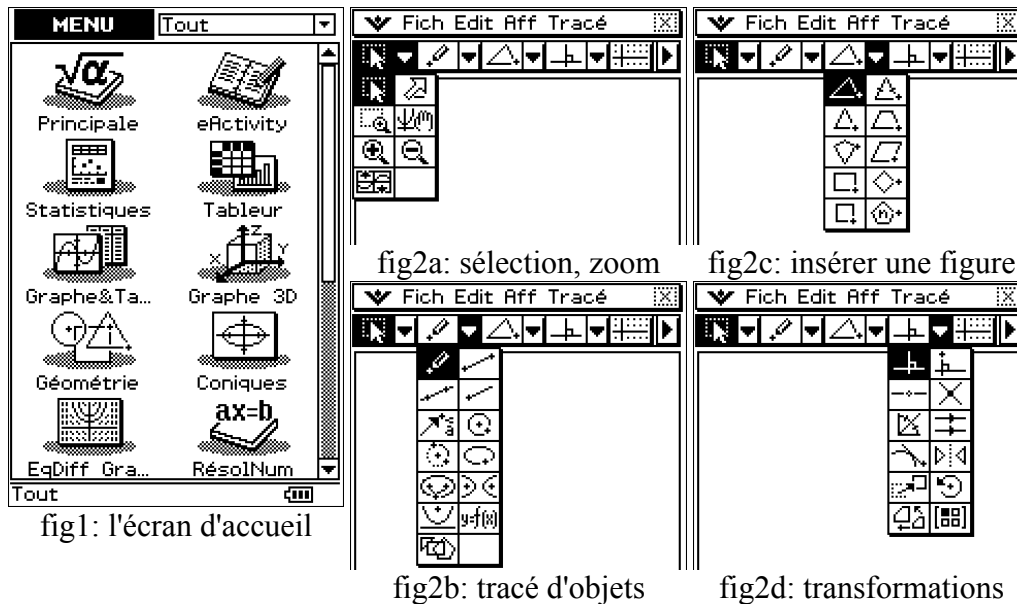 MENU Tout
√α
Principale eActivity
Statistiques Tableur
X Z Y
Graphe&Ta... Graphe 3D
Géométrie Coniques
ax=b
EqDiff Gra... RésolNum
Tout
fig1: l'écran d'accueil
Fich Edit Aff Tracé
fig2a: sélection, zoom
Fich Edit Aff Tracé
(n)
fig2c: insérer une figure
Fich Edit Aff Tracé
y=f(x)
fig2b: tracé d'objets
Fich Edit Aff Tracé
fig2d: transformations